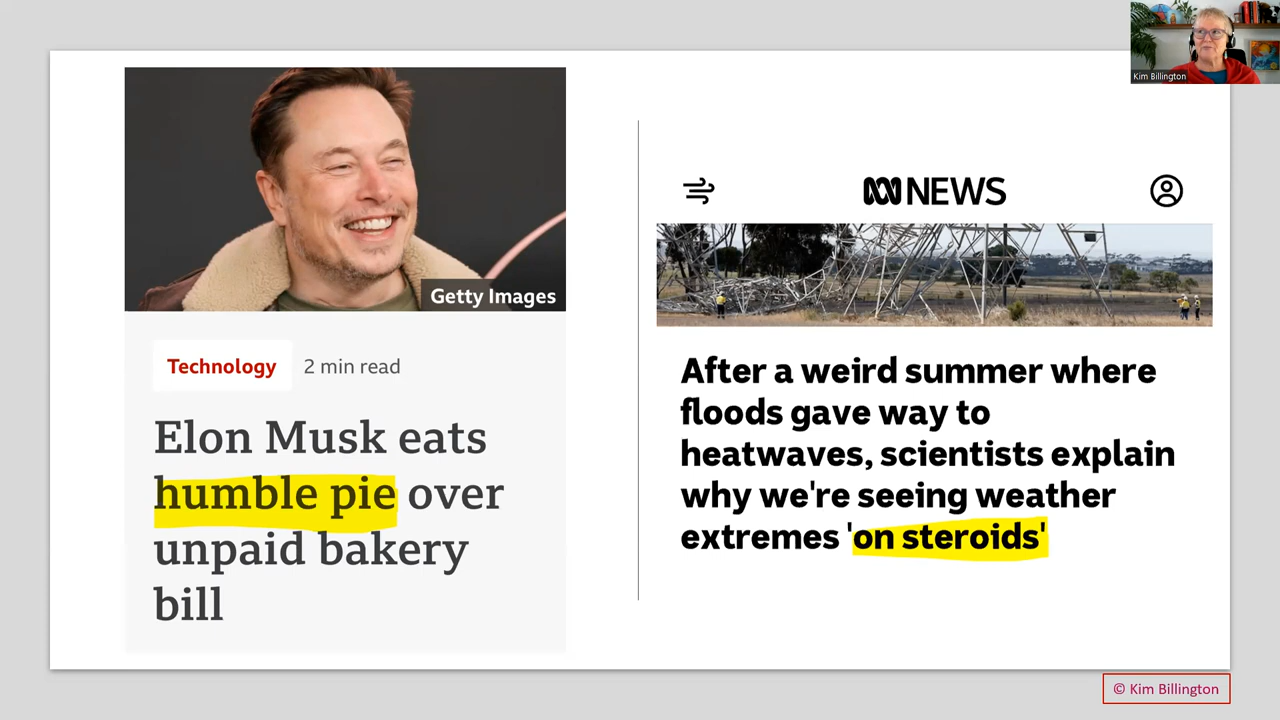 Kim Billington
Getty Images
Technology 2 min read
Elon Musk eats
humble pie over
unpaid bakery
bill
NEWS
After a weird summer where
floods gave way to
heatwaves, scientists explain
why we're seeing weather
extremes 'on steroids'
© Kim Billington